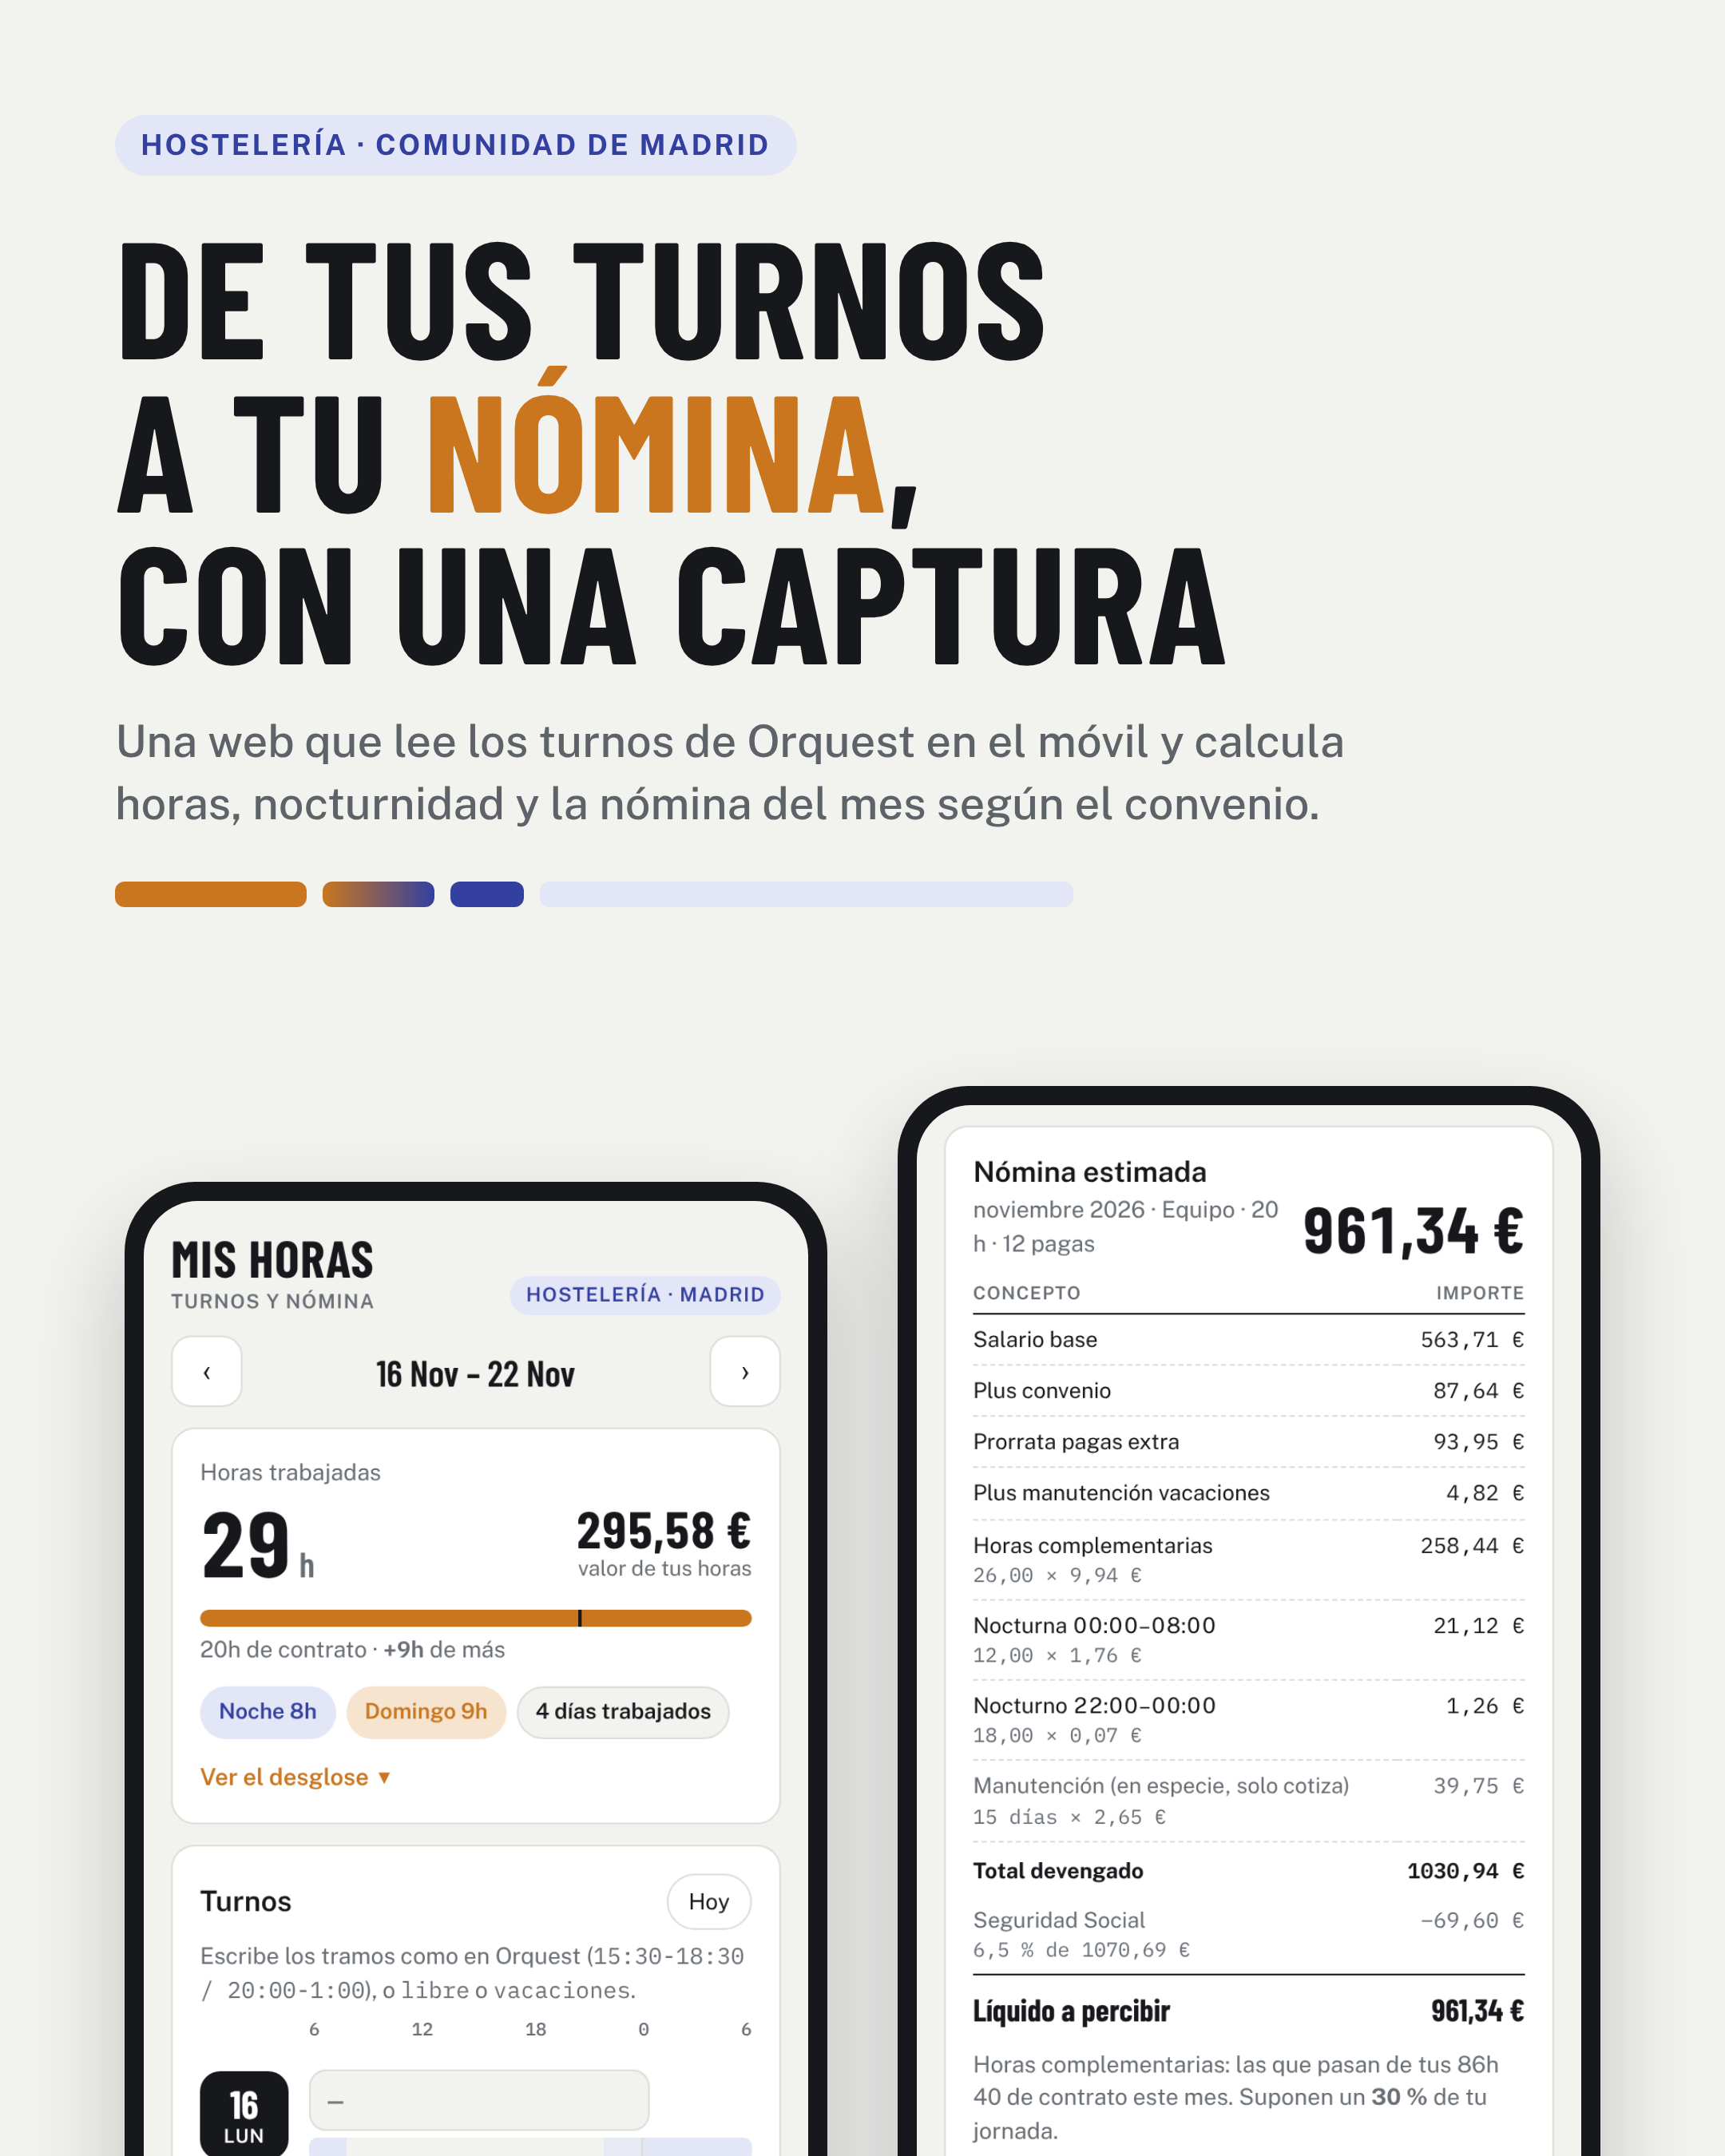 HOSTELERÍA · COMUNIDAD DE MADRID
DE TUS TURNOS
A TU NÓMINA,
CON UNA CAPTURA
Una web que lee los turnos de Orquest en el móvil y calcula
horas, nocturnidad y la nómina del mes según el convenio.
MIS HORAS
TURNOS Y NÓMINA
HOSTELERÍA · MADRID
‹ 16 Nov – 22 Nov ›
Horas trabajadas
29 h 295,58 €
valor de tus horas
20h de contrato · +9h de más
Noche 8h Domingo 9h 4 días trabajados
Ver el desglose ▼
Turnos Hoy
Escribe los tramos como en Orquest (15:30-18:30
/ 20:00-1:00), o libre o vacaciones.
6 12 18 0 6
16 –
LUN
Nómina estimada
noviembre 2026 · Equipo · 20
h · 12 pagas
961,34 €
CONCEPTO IMPORTE
Salario base 563,71 €
Plus convenio 87,64 €
Prorrata pagas extra 93,95 €
Plus manutención vacaciones 4,82 €
Horas complementarias 258,44 €
26,00 × 9,94 €
Nocturna 00:00–08:00 21,12 €
12,00 × 1,76 €
Nocturno 22:00–00:00 1,26 €
18,00 × 0,07 €
Manutención (en especie, solo cotiza) 39,75 €
15 días × 2,65 €
Total devengado 1030,94 €
Seguridad Social −69,60 €
6,5 % de 1070,69 €
Líquido a percibir 961,34 €
Horas complementarias: las que pasan de tus 86h
40 de contrato este mes. Suponen un 30 % de tu
jornada.